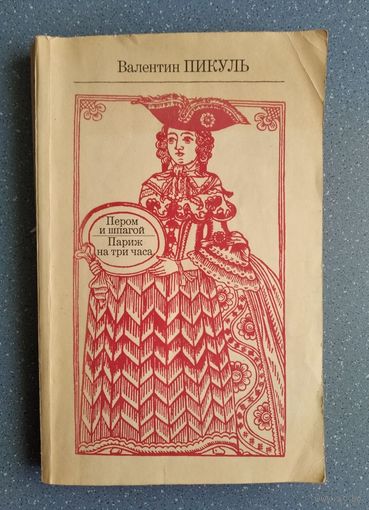 Валентин ПИКУЛЬ
Пером
и шпагой
Париж
на три часа